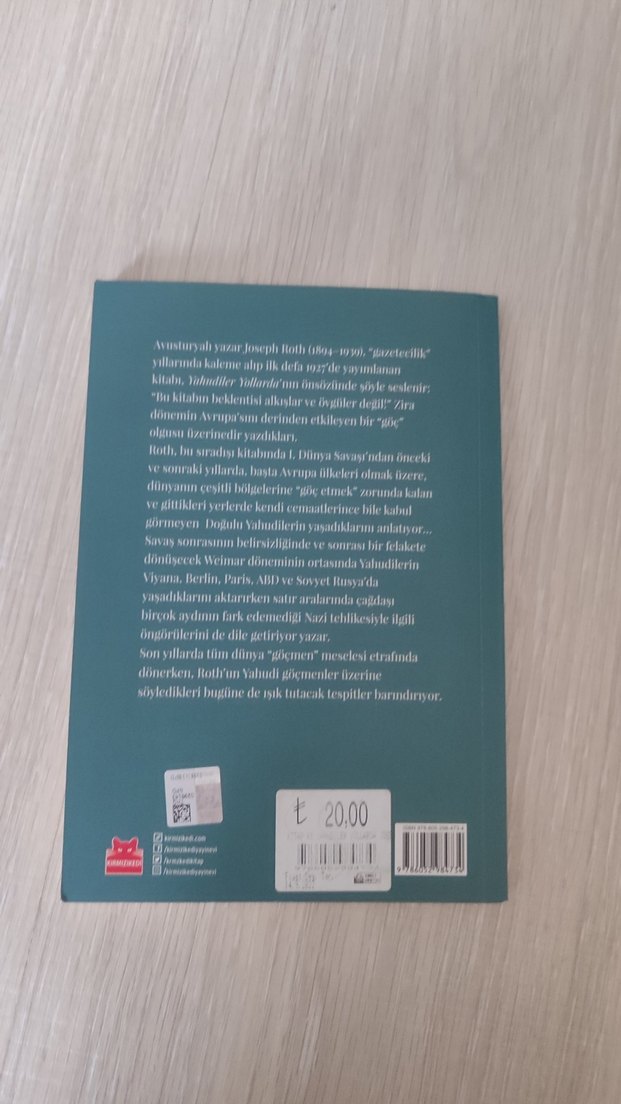 Avusturyalı yazar Joseph Roth (1894–1939), “gazetecilik”
yıllarında kaleme alıp ilk defa 1927’de yayımlanan
kitabı, Yahudiler Yollarda’nın önsözünde şöyle seslenir:
“Bu kitabın beklentisi alkışlar ve övgüler değil!” Zira
dönemin Avrupa’sını derinden etkileyen bir “göç”
olgusu üzerinedir yazdıkları.
Roth, bu sıradışı kitabında I. Dünya Savaşı’ndan önceki
ve sonraki yıllarda, başta Avrupa ülkeleri olmak üzere,
dünyanın çeşitli bölgelerine “göç etmek” zorunda kalan
ve gittikleri yerlerde kendi cemaatlerince bile kabul
görmeyen Doğulu Yahudilerin yaşadıklarını anlatıyor...
Savaş sonrasının belirsizliğinde ve sonrası bir felakete
dönüşecek Weimar döneminin ortasında Yahudilerin
Viyana, Berlin, Paris, ABD ve Sovyet Rusya’da
yaşadıklarını aktarırken satır aralarında çağdaşı
birçok aydının fark edemediği Nazi tehlikesiyle ilgili
öngörülerini de dile getiriyor yazar.
Son yıllarda tüm dünya “göçmen” meselesi etrafında
dönerken, Roth’un Yahudi göçmenler üzerine
söyledikleri bugüne de ışık tutacak tespitler barındırıyor.
₺ 20,00
KIRMIZIKEDİ
kirmizikedi.com
/kirmizikediyayinevi
/krmzkedikitap
/kirmizikediyayinevi
9 786052 984734